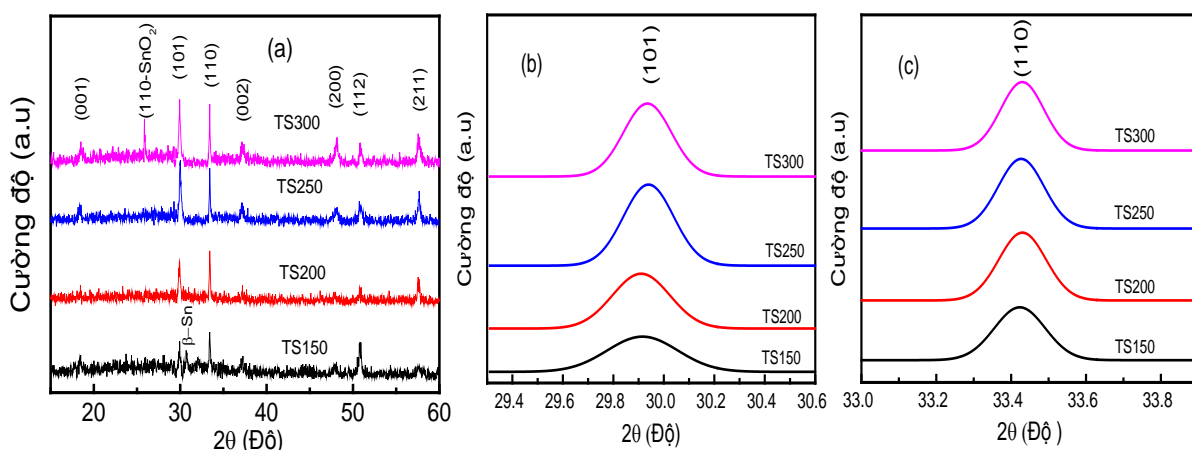 (a)
(001)
(110-SnO₂)
(101)
(110)
(002)
(200)
(112)
(211)
TS300
TS250
TS200
β–Sn
TS150
Cường độ (a.u)
20 30 40 50 60
2θ (Độ)
(b)
(101)
TS300
TS250
TS200
TS150
Cường độ (a.u)
29.4 29.6 29.8 30.0 30.2 30.4 30.6
2θ (Độ)
(c)
(110)
TS300
TS250
TS200
TS150
Cường độ (a.u)
33.0 33.2 33.4 33.6 33.8
2θ (Độ )